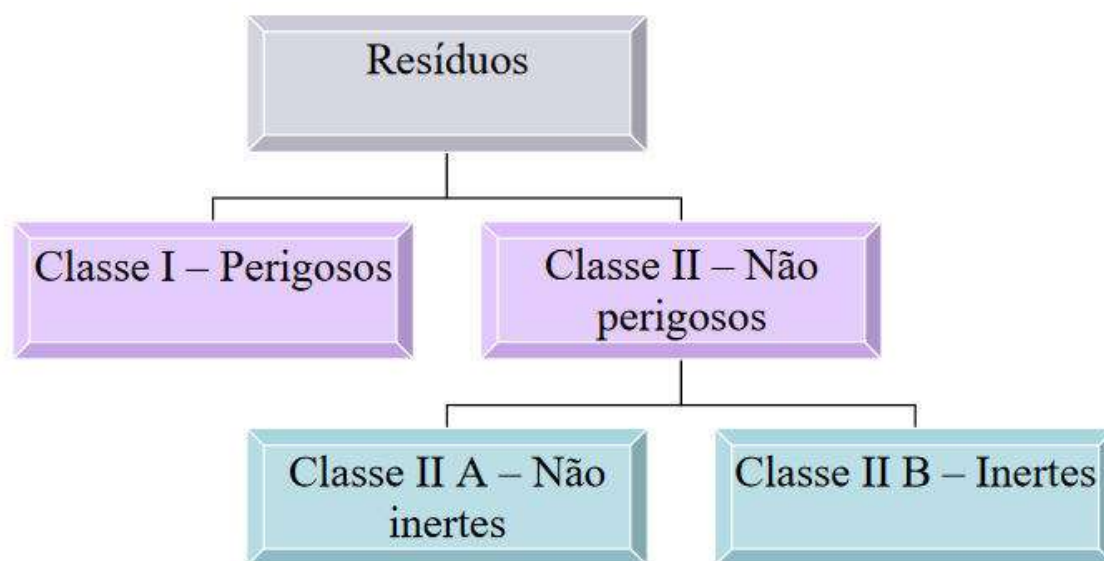 Resíduos
Classe I – Perigosos
Classe II – Não
perigosos
Classe II A – Não
inertes
Classe II B – Inertes